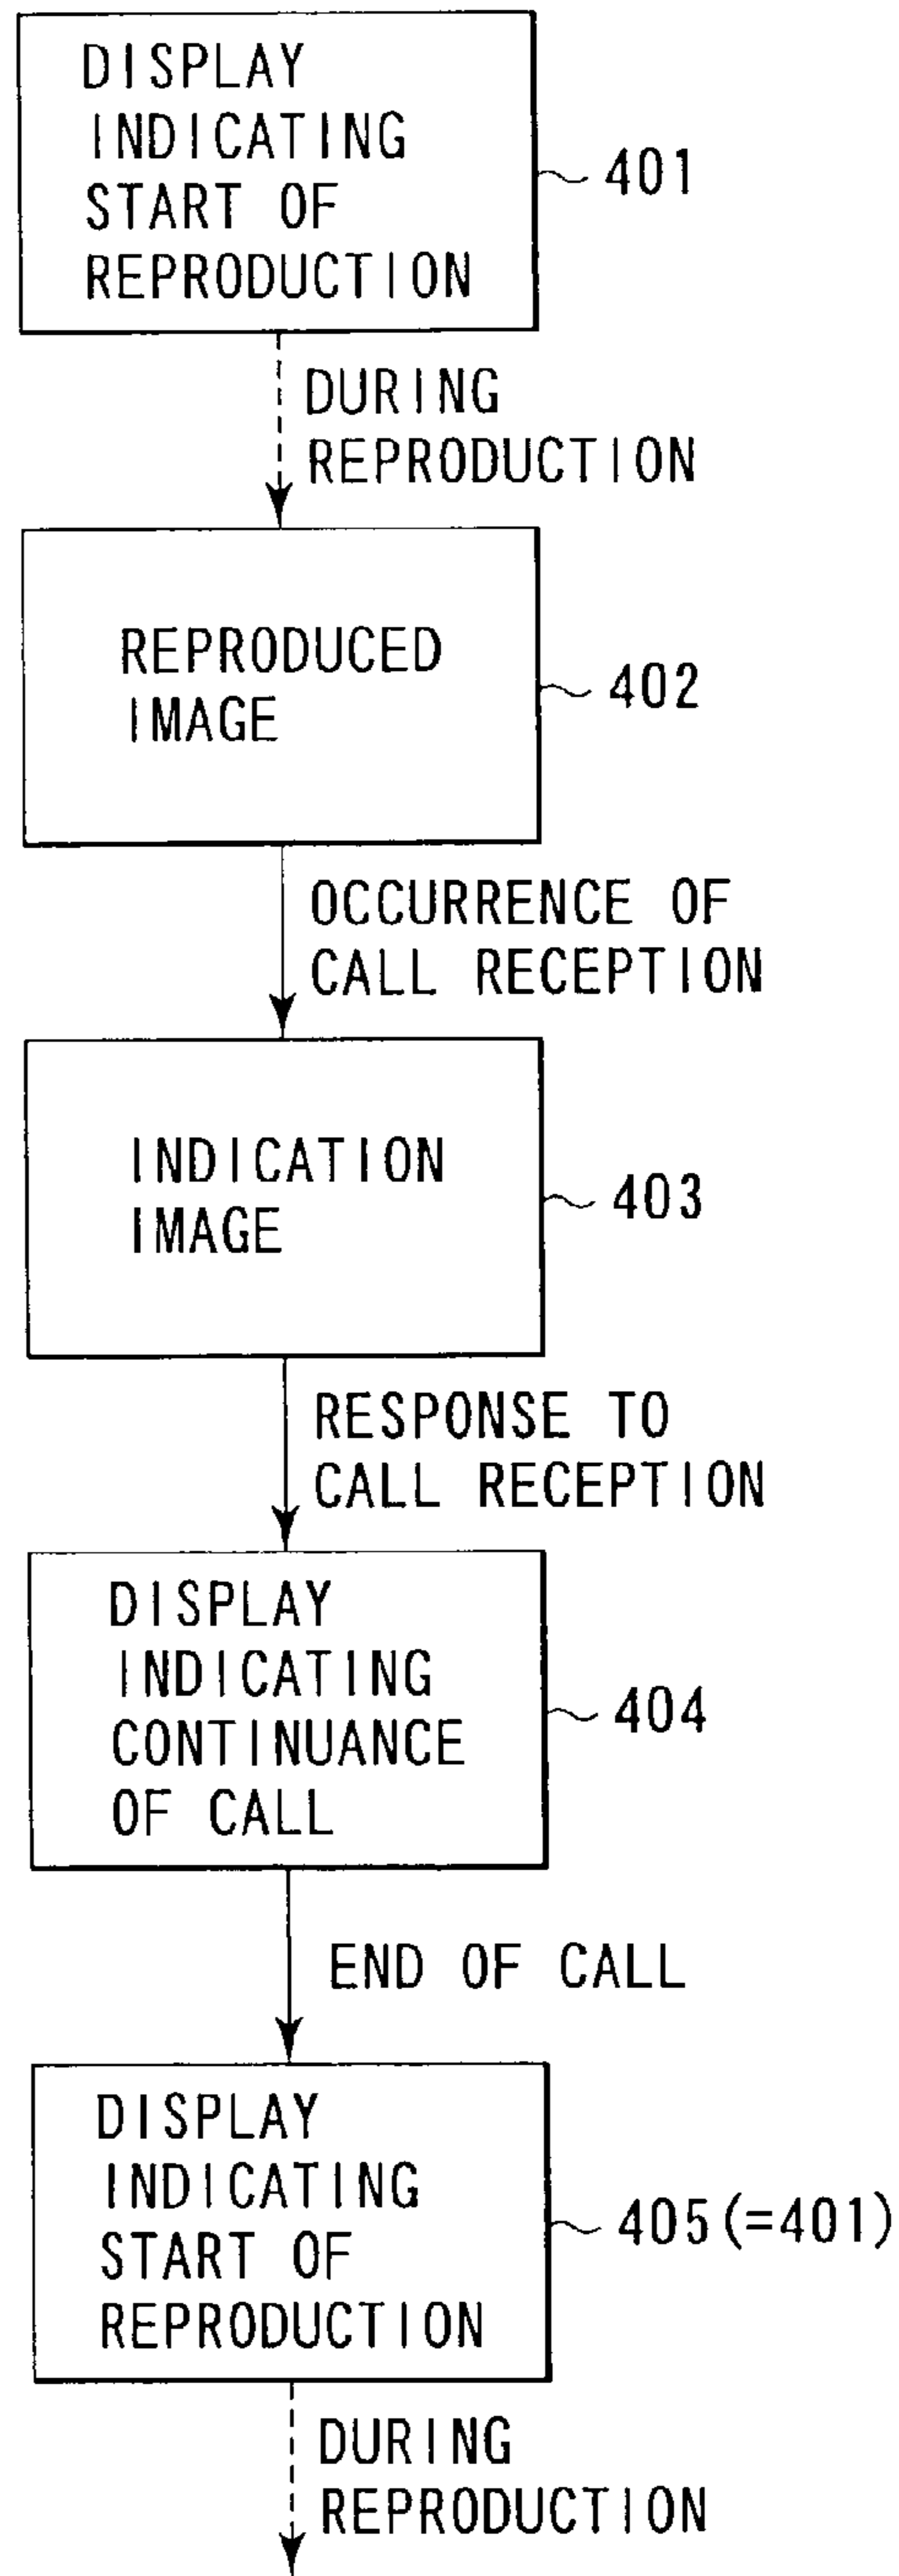 DISPLAY
INDICATING
START OF
REPRODUCTION
401
DURING
REPRODUCTION
REPRODUCED
IMAGE
402
OCCURRENCE OF
CALL RECEPTION
INDICATION
IMAGE
403
RESPONSE TO
CALL RECEPTION
DISPLAY
INDICATING
CONTINUANCE
OF CALL
404
END OF CALL
DISPLAY
INDICATING
START OF
REPRODUCTION
405(=401)
DURING
REPRODUCTION